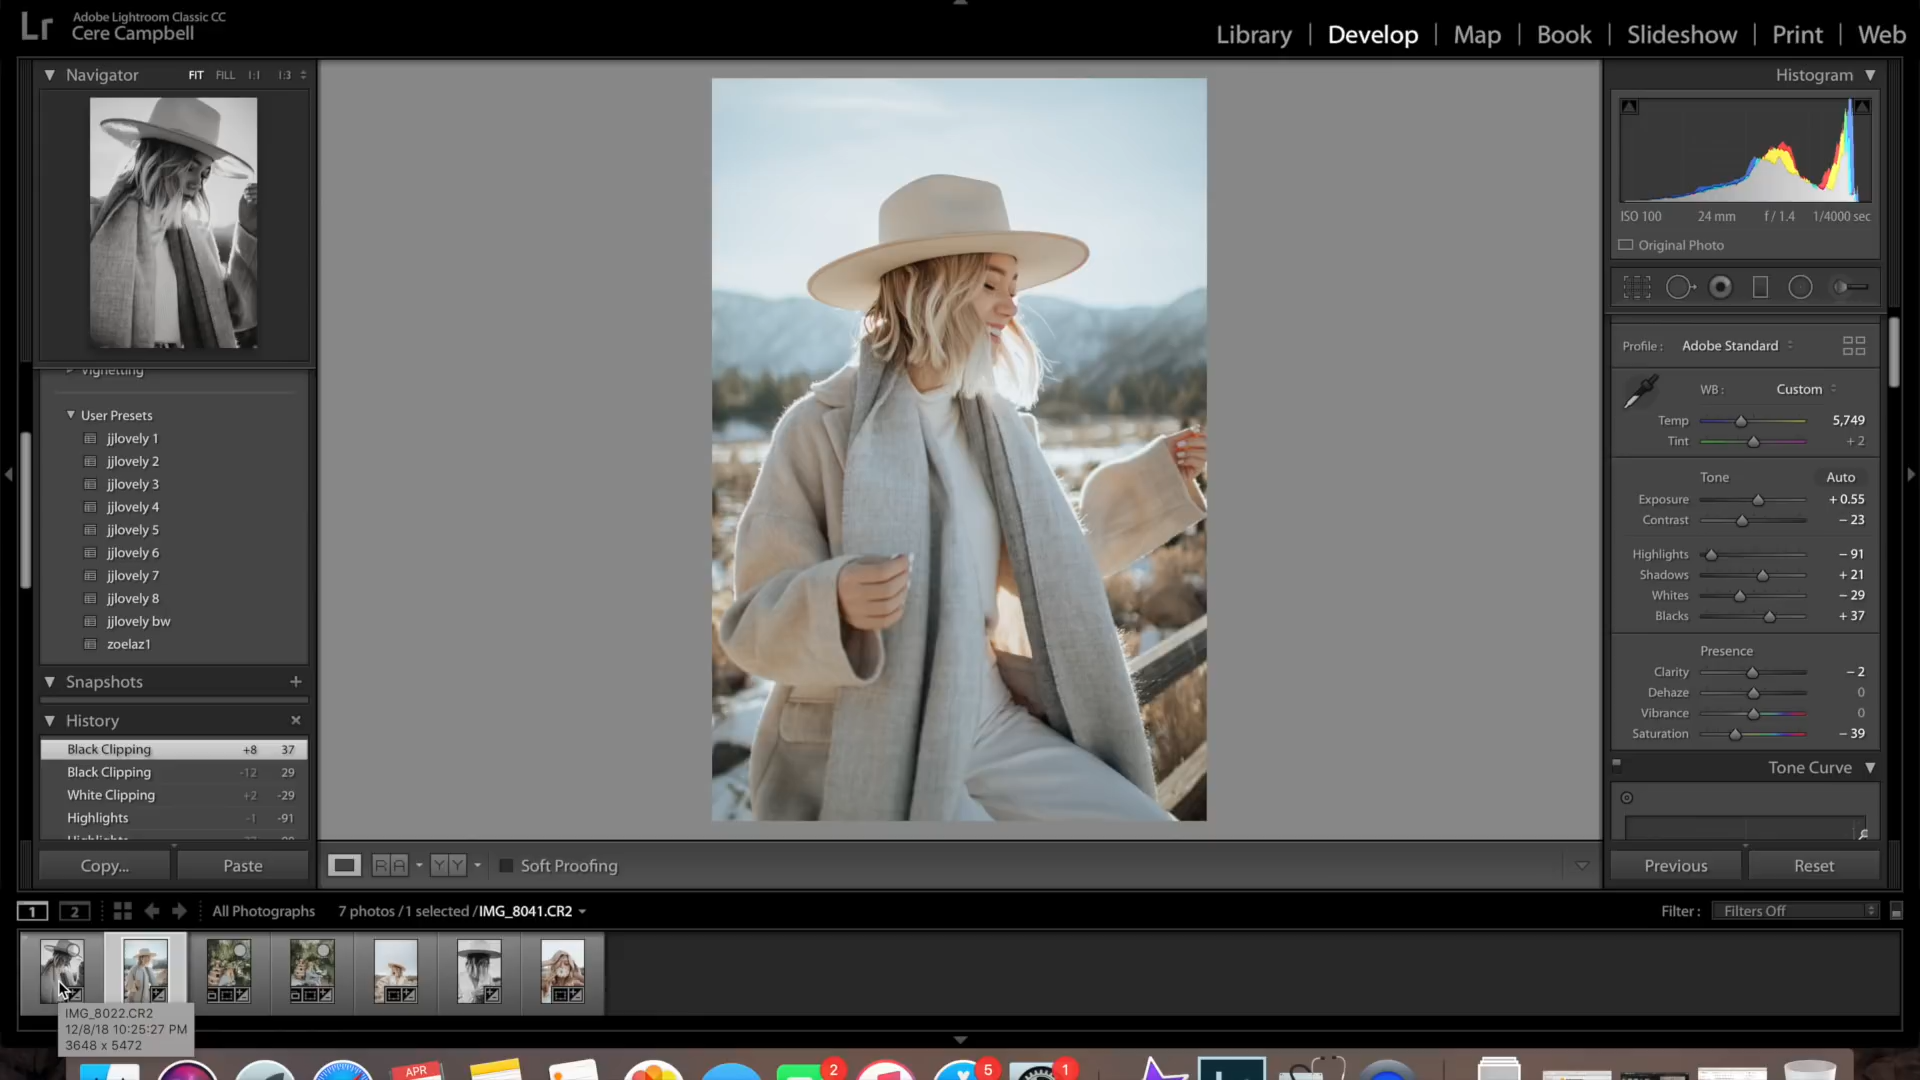 Lr
Adobe Lightroom Classic CC
Cere Campbell
Library | Develop | Map | Book | Slideshow | Print | Web
Navigator FIT FILL 1:1 1:3
Vignetting
User Presets
jjlovely 1
jjlovely 2
jjlovely 3
jjlovely 4
jjlovely 5
jjlovely 6
jjlovely 7
jjlovely 8
jjlovely bw
zoelaz1
Snapshots +
History ×
Black Clipping +8 37
Black Clipping -12 29
White Clipping +2 -29
Highlights -1 -91
Highlights
Copy... Paste
Soft Proofing
Histogram
ISO 100 24 mm f / 1.4 1/4000 sec
Original Photo
Profile : Adobe Standard
WB : Custom
Temp 5,749
Tint + 2
Tone Auto
Exposure + 0.55
Contrast – 23
Highlights – 91
Shadows + 21
Whites – 29
Blacks + 37
Presence
Clarity – 2
Dehaze 0
Vibrance 0
Saturation – 39
Tone Curve
Previous Reset
1 2 All Photographs 7 photos / 1 selected / IMG_8041.CR2 Filter : Filters Off
IMG_8022.CR2
12/8/18 10:25:27 PM
3648 x 5472
APR 2 5 1